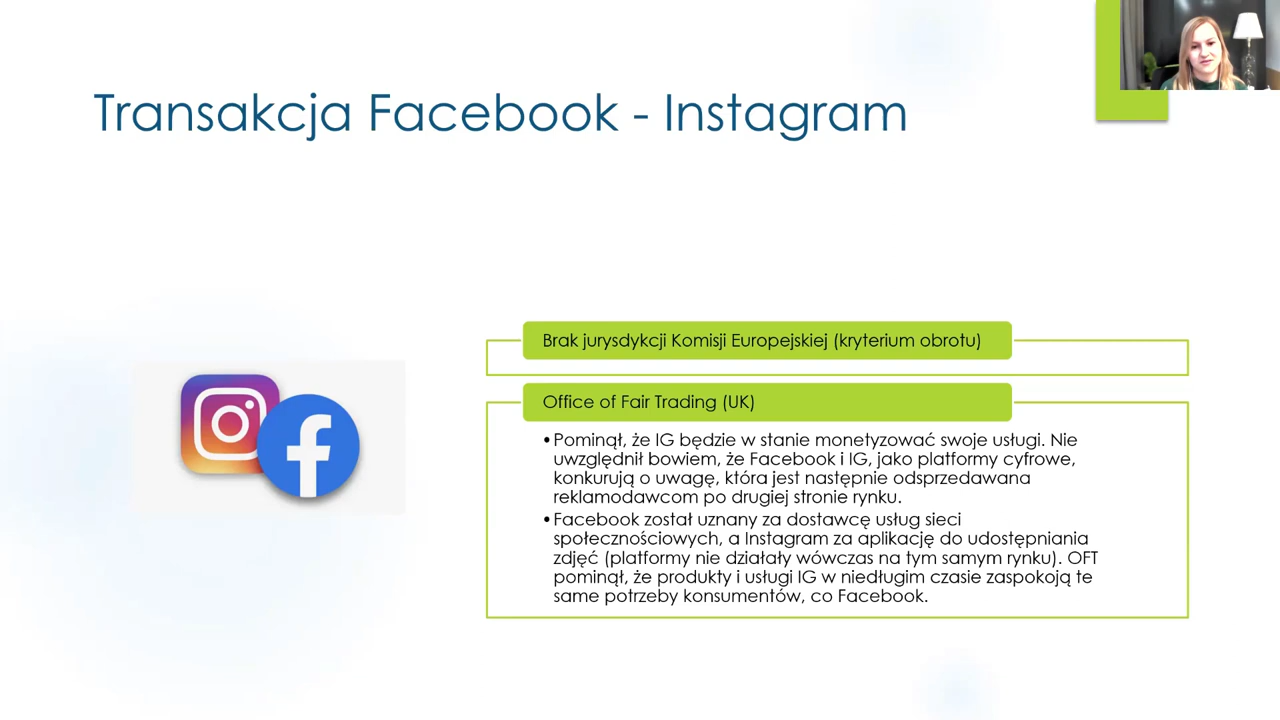 Transakcja Facebook - Instagram
Brak jurysdykcji Komisji Europejskiej (kryterium obrotu)
Office of Fair Trading (UK)
•Pominął, że IG będzie w stanie monetyzować swoje usługi. Nie
uwzględnił bowiem, że Facebook i IG, jako platformy cyfrowe,
konkurują o uwagę, która jest następnie odsprzedawana
reklamodawcom po drugiej stronie rynku.
•Facebook został uznany za dostawcę usług sieci
społecznościowych, a Instagram za aplikację do udostępniania
zdjęć (platformy nie działały wówczas na tym samym rynku). OFT
pominął, że produkty i usługi IG w niedługim czasie zaspokoją te
same potrzeby konsumentów, co Facebook.